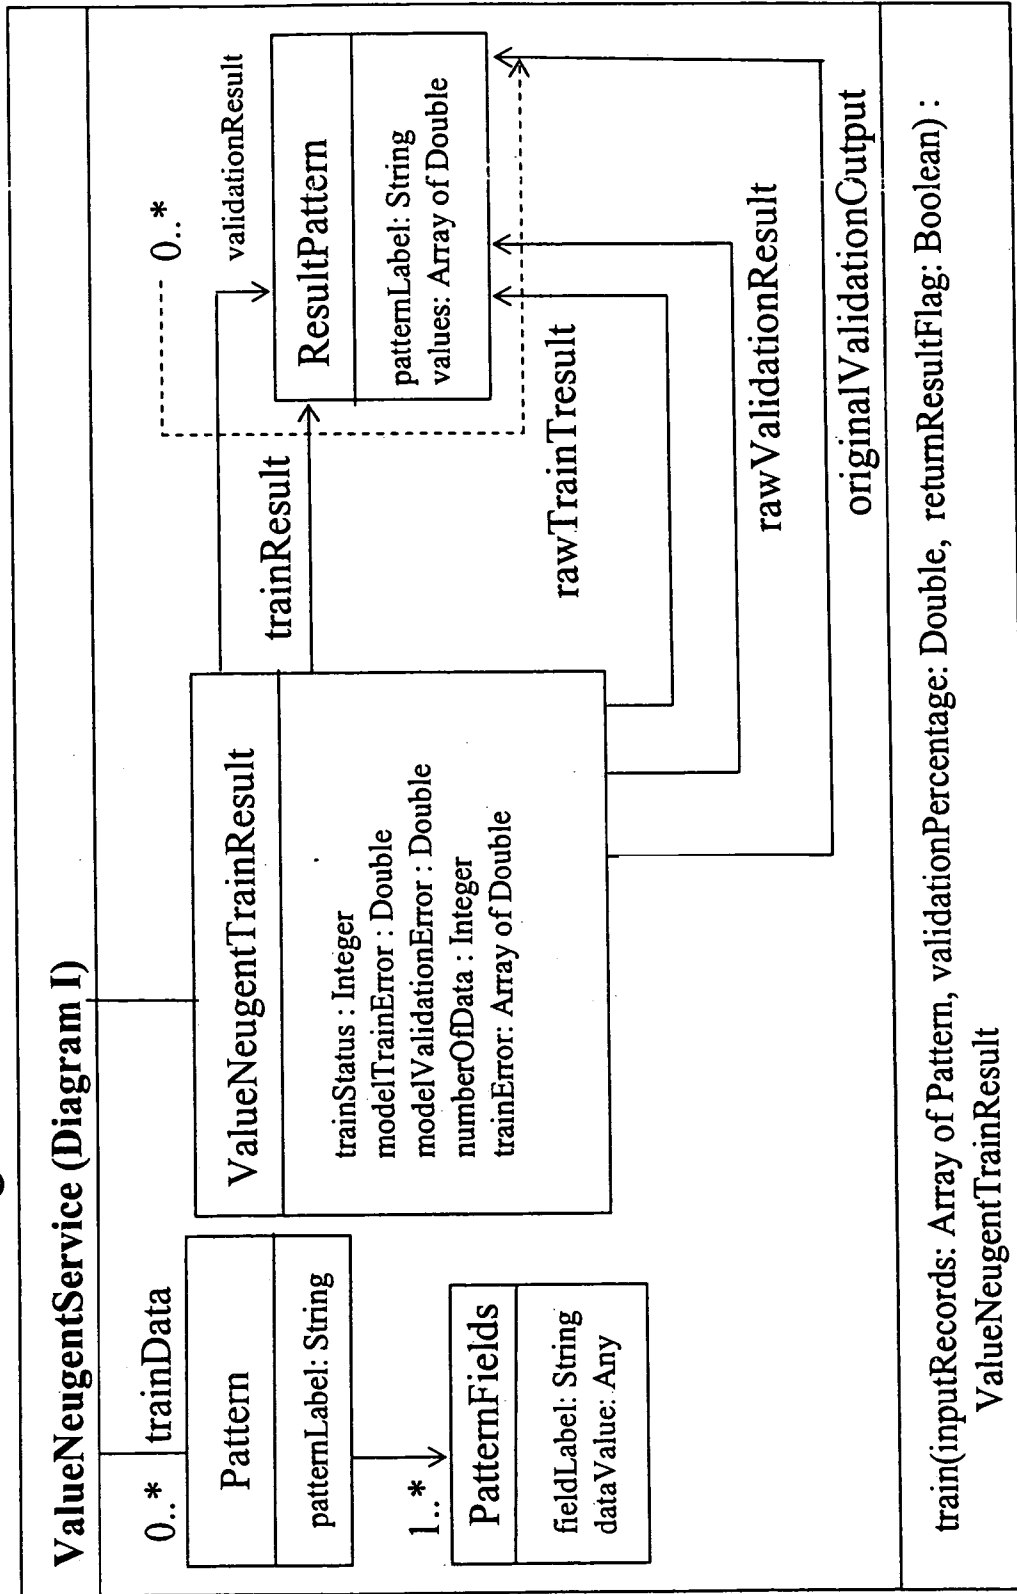 ValueNeugentService (Diagram I)
0..* trainData
Pattern
patternLabel: String
1..*
PatternFields
fieldLabel: String
dataValue: Any
ValueNeugentTrainResult
trainStatus : Integer
modelTrainError : Double
modelValidationError : Double
numberOfData : Integer
trainError: Array of Double
0..*
validationResult
trainResult
ResultPattern
patternLabel: String
values: Array of Double
rawTrainTresult
rawValidationResult
originalValidationOutput
train(inputRecords: Array of Pattern, validationPercentage: Double, returnResultFlag: Boolean) :
ValueNeugentTrainResult